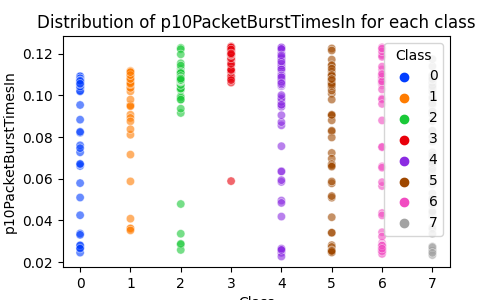 Distribution of p10PacketBurstTimesIn for each class
p10PacketBurstTimesIn
0.12
0.10
0.08
0.06
0.04
0.02
0 1 2 3 4 5 6 7
Class
Class
0
1
2
3
4
5
6
7